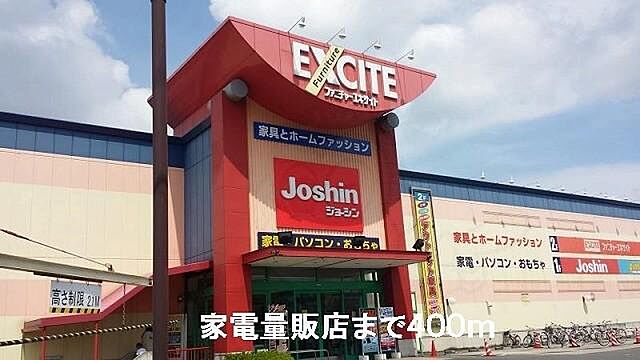 EXCITE
Furniture
ファニチャーエキサイト
家具とホームファッション
Joshin
ジョーシン
家電・パソコン・おもちゃ
家具とホームファッション 2F
家電・パソコン・おもちゃ 1F Joshin
高さ制限 2.1M
家電量販店まで400m